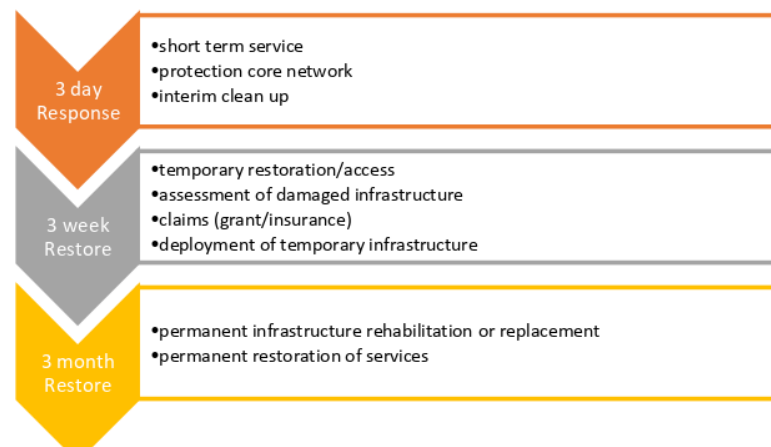 3 day
Response
•short term service
•protection core network
•interim clean up
3 week
Restore
•temporary restoration/access
•assessment of damaged infrastructure
•claims (grant/insurance)
•deployment of temporary infrastructure
3 month
Restore
•permanent infrastructure rehabilitation or replacement
•permanent restoration of services